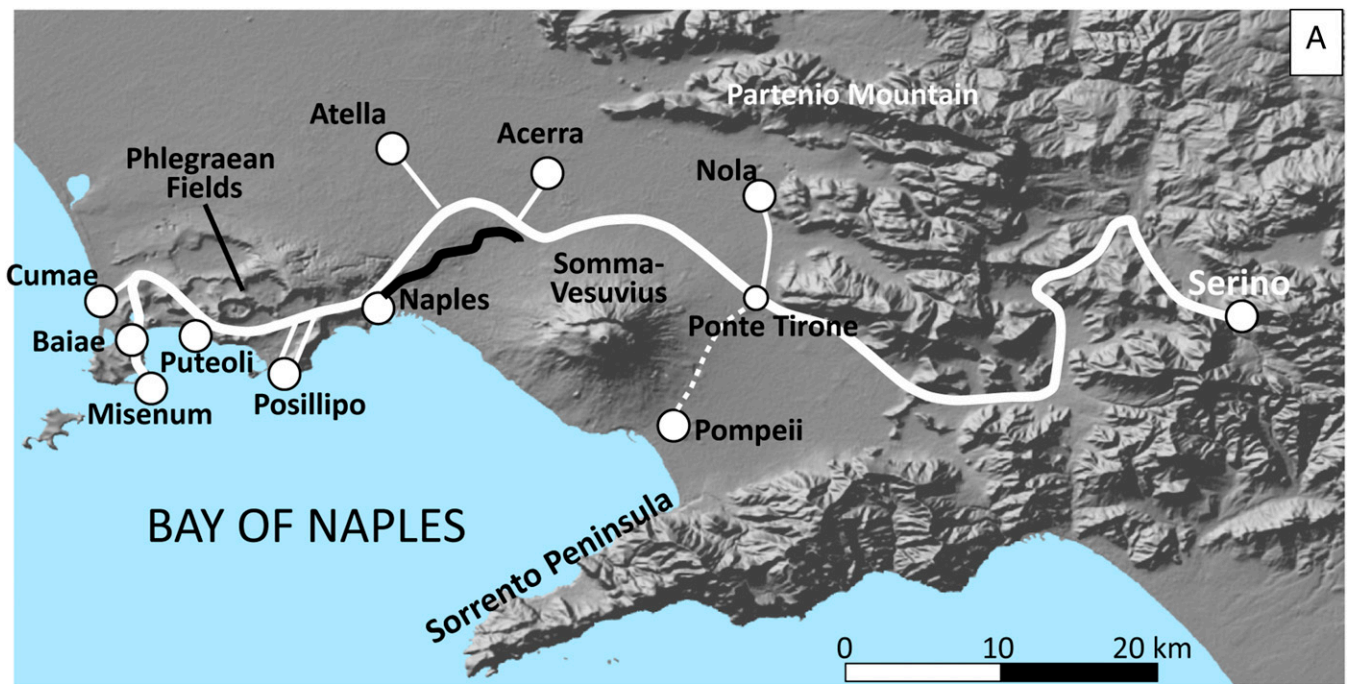 A
Partenio Mountain
Atella
Acerra
Phlegraean
Fields
Nola
Cumae
Naples
Somma-
Vesuvius
Serino
Baiae
Ponte Tirone
Puteoli
Misenum
Posillipo
Pompeii
BAY OF NAPLES
Sorrento Peninsula
0 10 20 km